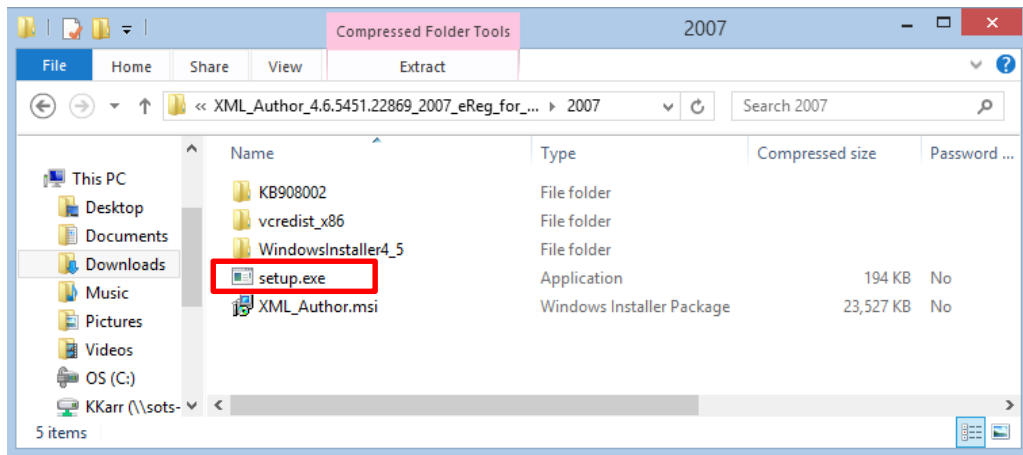 Compressed Folder Tools 2007
File Home Share View Extract
« XML_Author_4.6.5451.22869_2007_eReg_for_... 2007 Search 2007
Name Type Compressed size Password ...
This PC
Desktop
Documents
Downloads
Music
Pictures
Videos
OS (C:)
KKarr (\\sots-
KB908002 File folder
vcredist_x86 File folder
WindowsInstaller4_5 File folder
setup.exe Application 194 KB No
XML_Author.msi Windows Installer Package 23,527 KB No
5 items